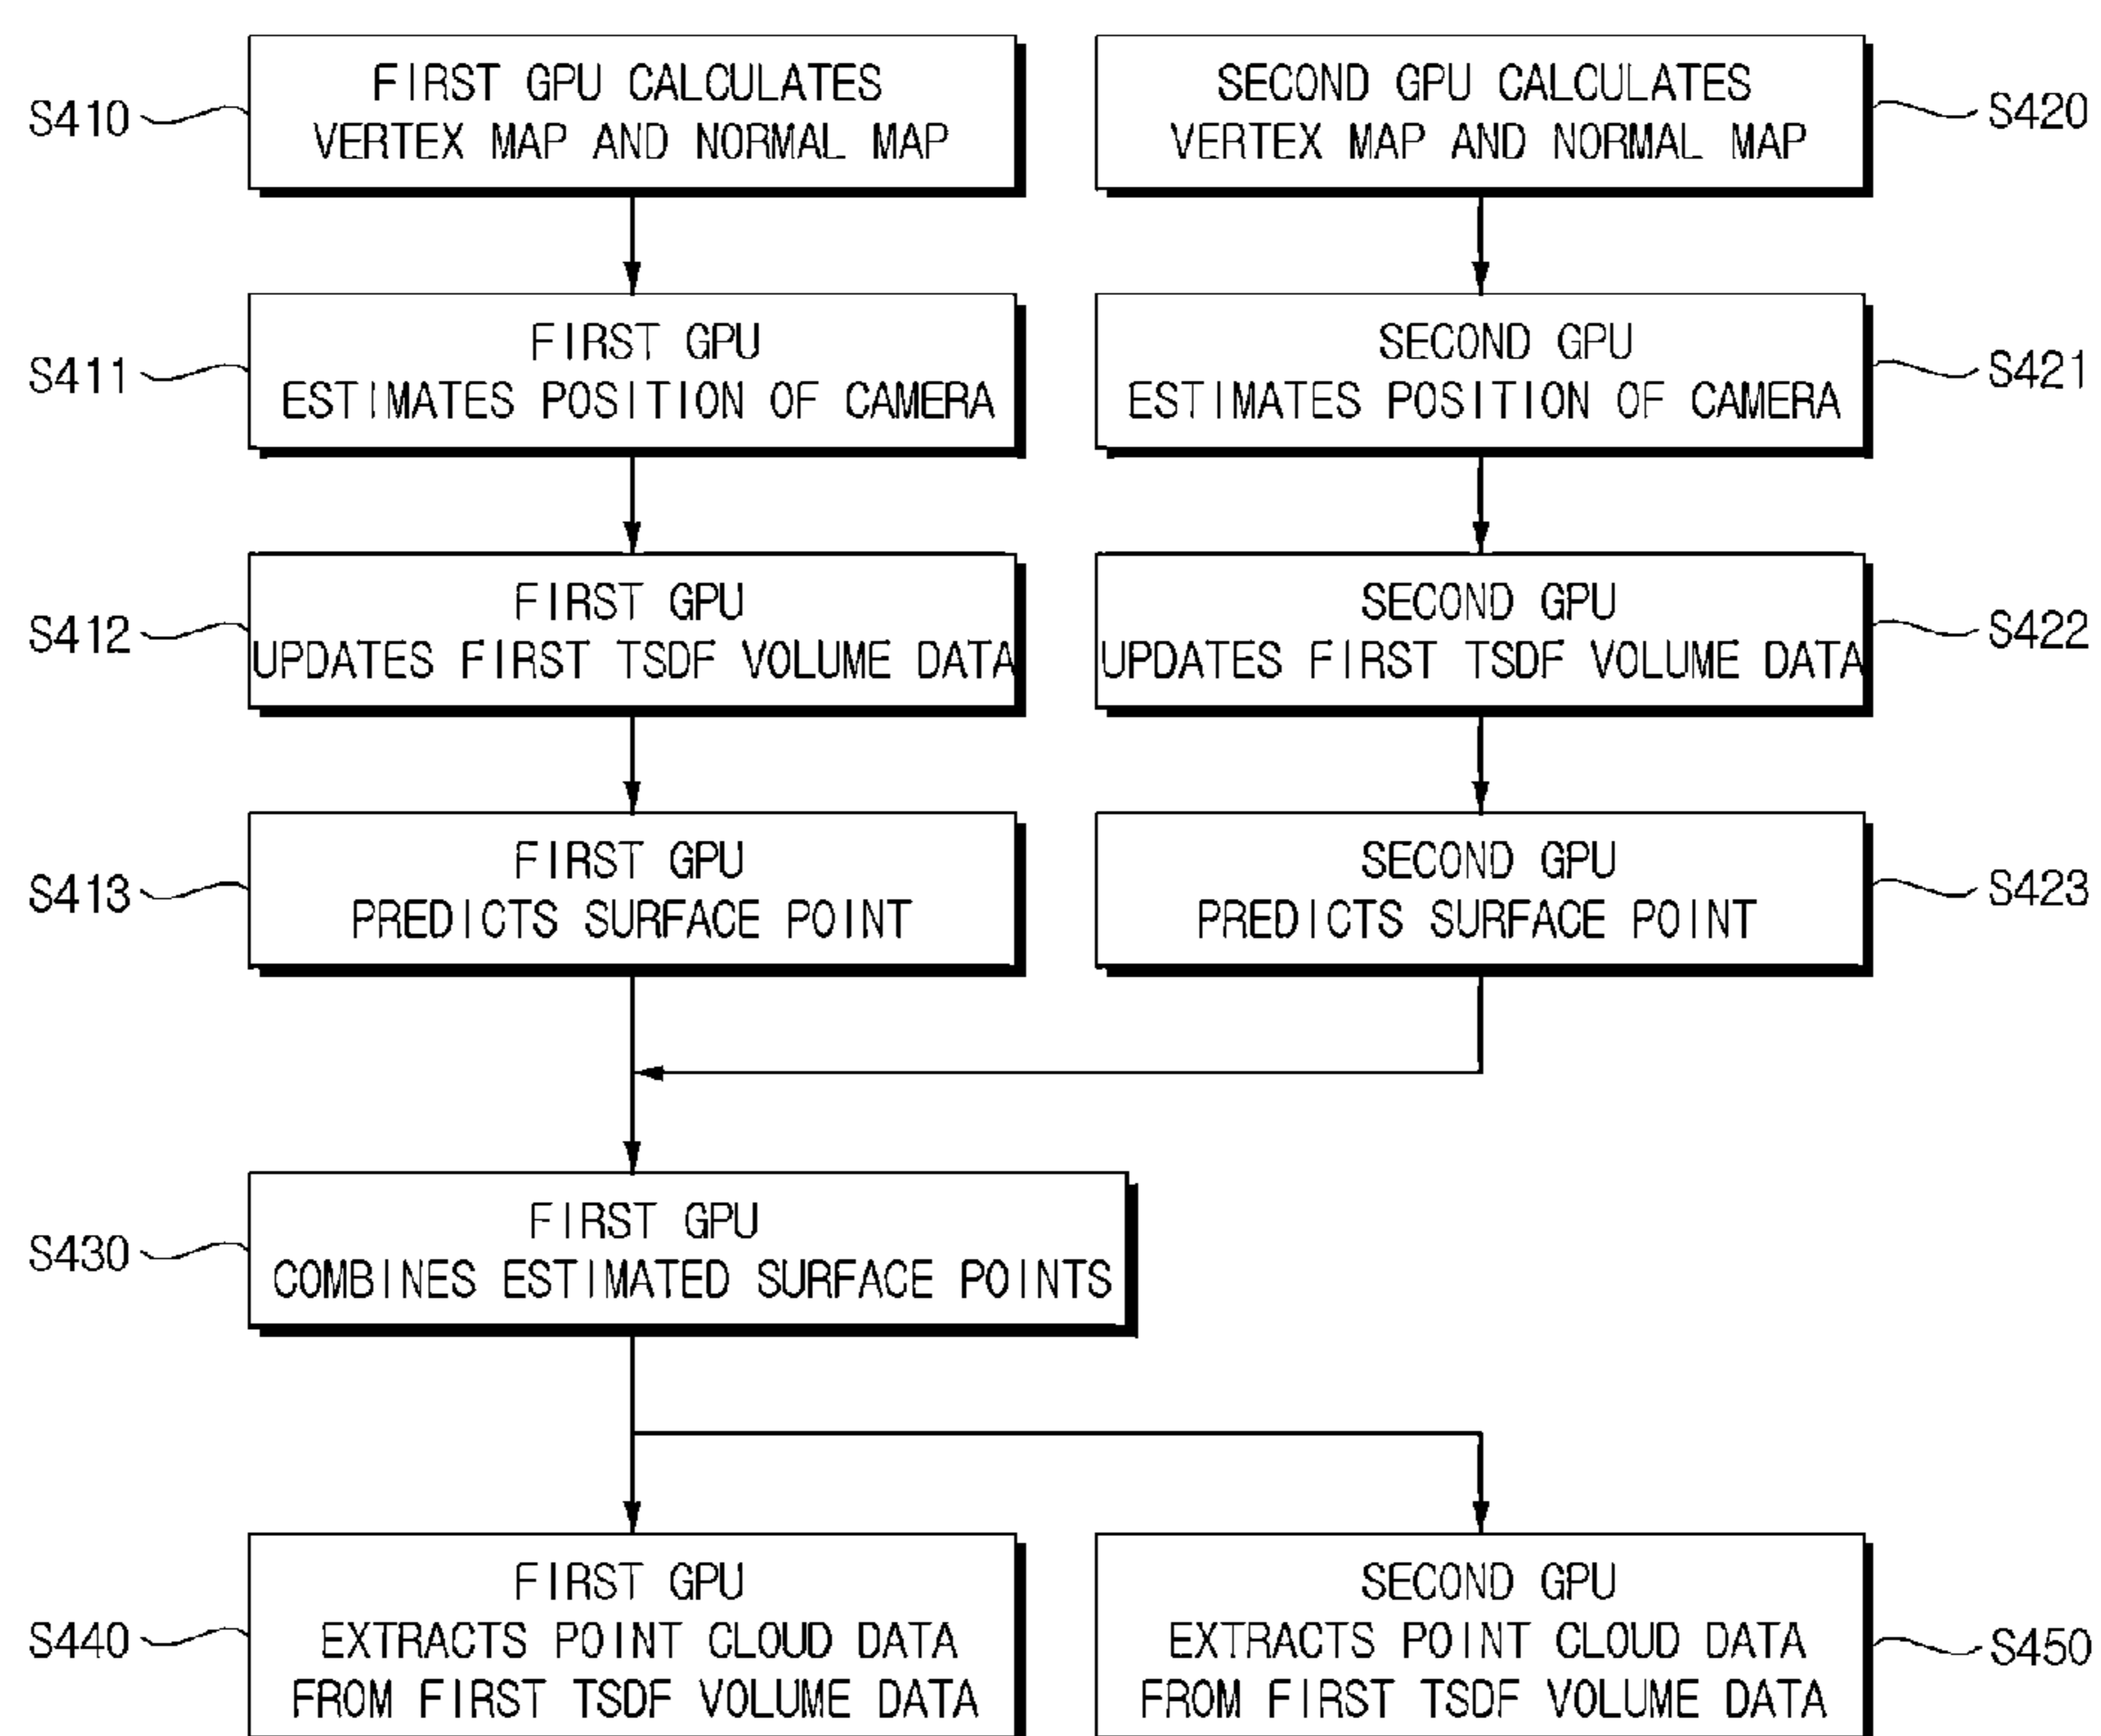 S410
FIRST GPU CALCULATES
VERTEX MAP AND NORMAL MAP
SECOND GPU CALCULATES
VERTEX MAP AND NORMAL MAP
S420
S411
FIRST GPU
ESTIMATES POSITION OF CAMERA
SECOND GPU
ESTIMATES POSITION OF CAMERA
S421
S412
FIRST GPU
UPDATES FIRST TSDF VOLUME DATA
SECOND GPU
UPDATES FIRST TSDF VOLUME DATA
S422
S413
FIRST GPU
PREDICTS SURFACE POINT
SECOND GPU
PREDICTS SURFACE POINT
S423
S430
FIRST GPU
COMBINES ESTIMATED SURFACE POINTS
S440
FIRST GPU
EXTRACTS POINT CLOUD DATA
FROM FIRST TSDF VOLUME DATA
SECOND GPU
EXTRACTS POINT CLOUD DATA
FROM FIRST TSDF VOLUME DATA
S450